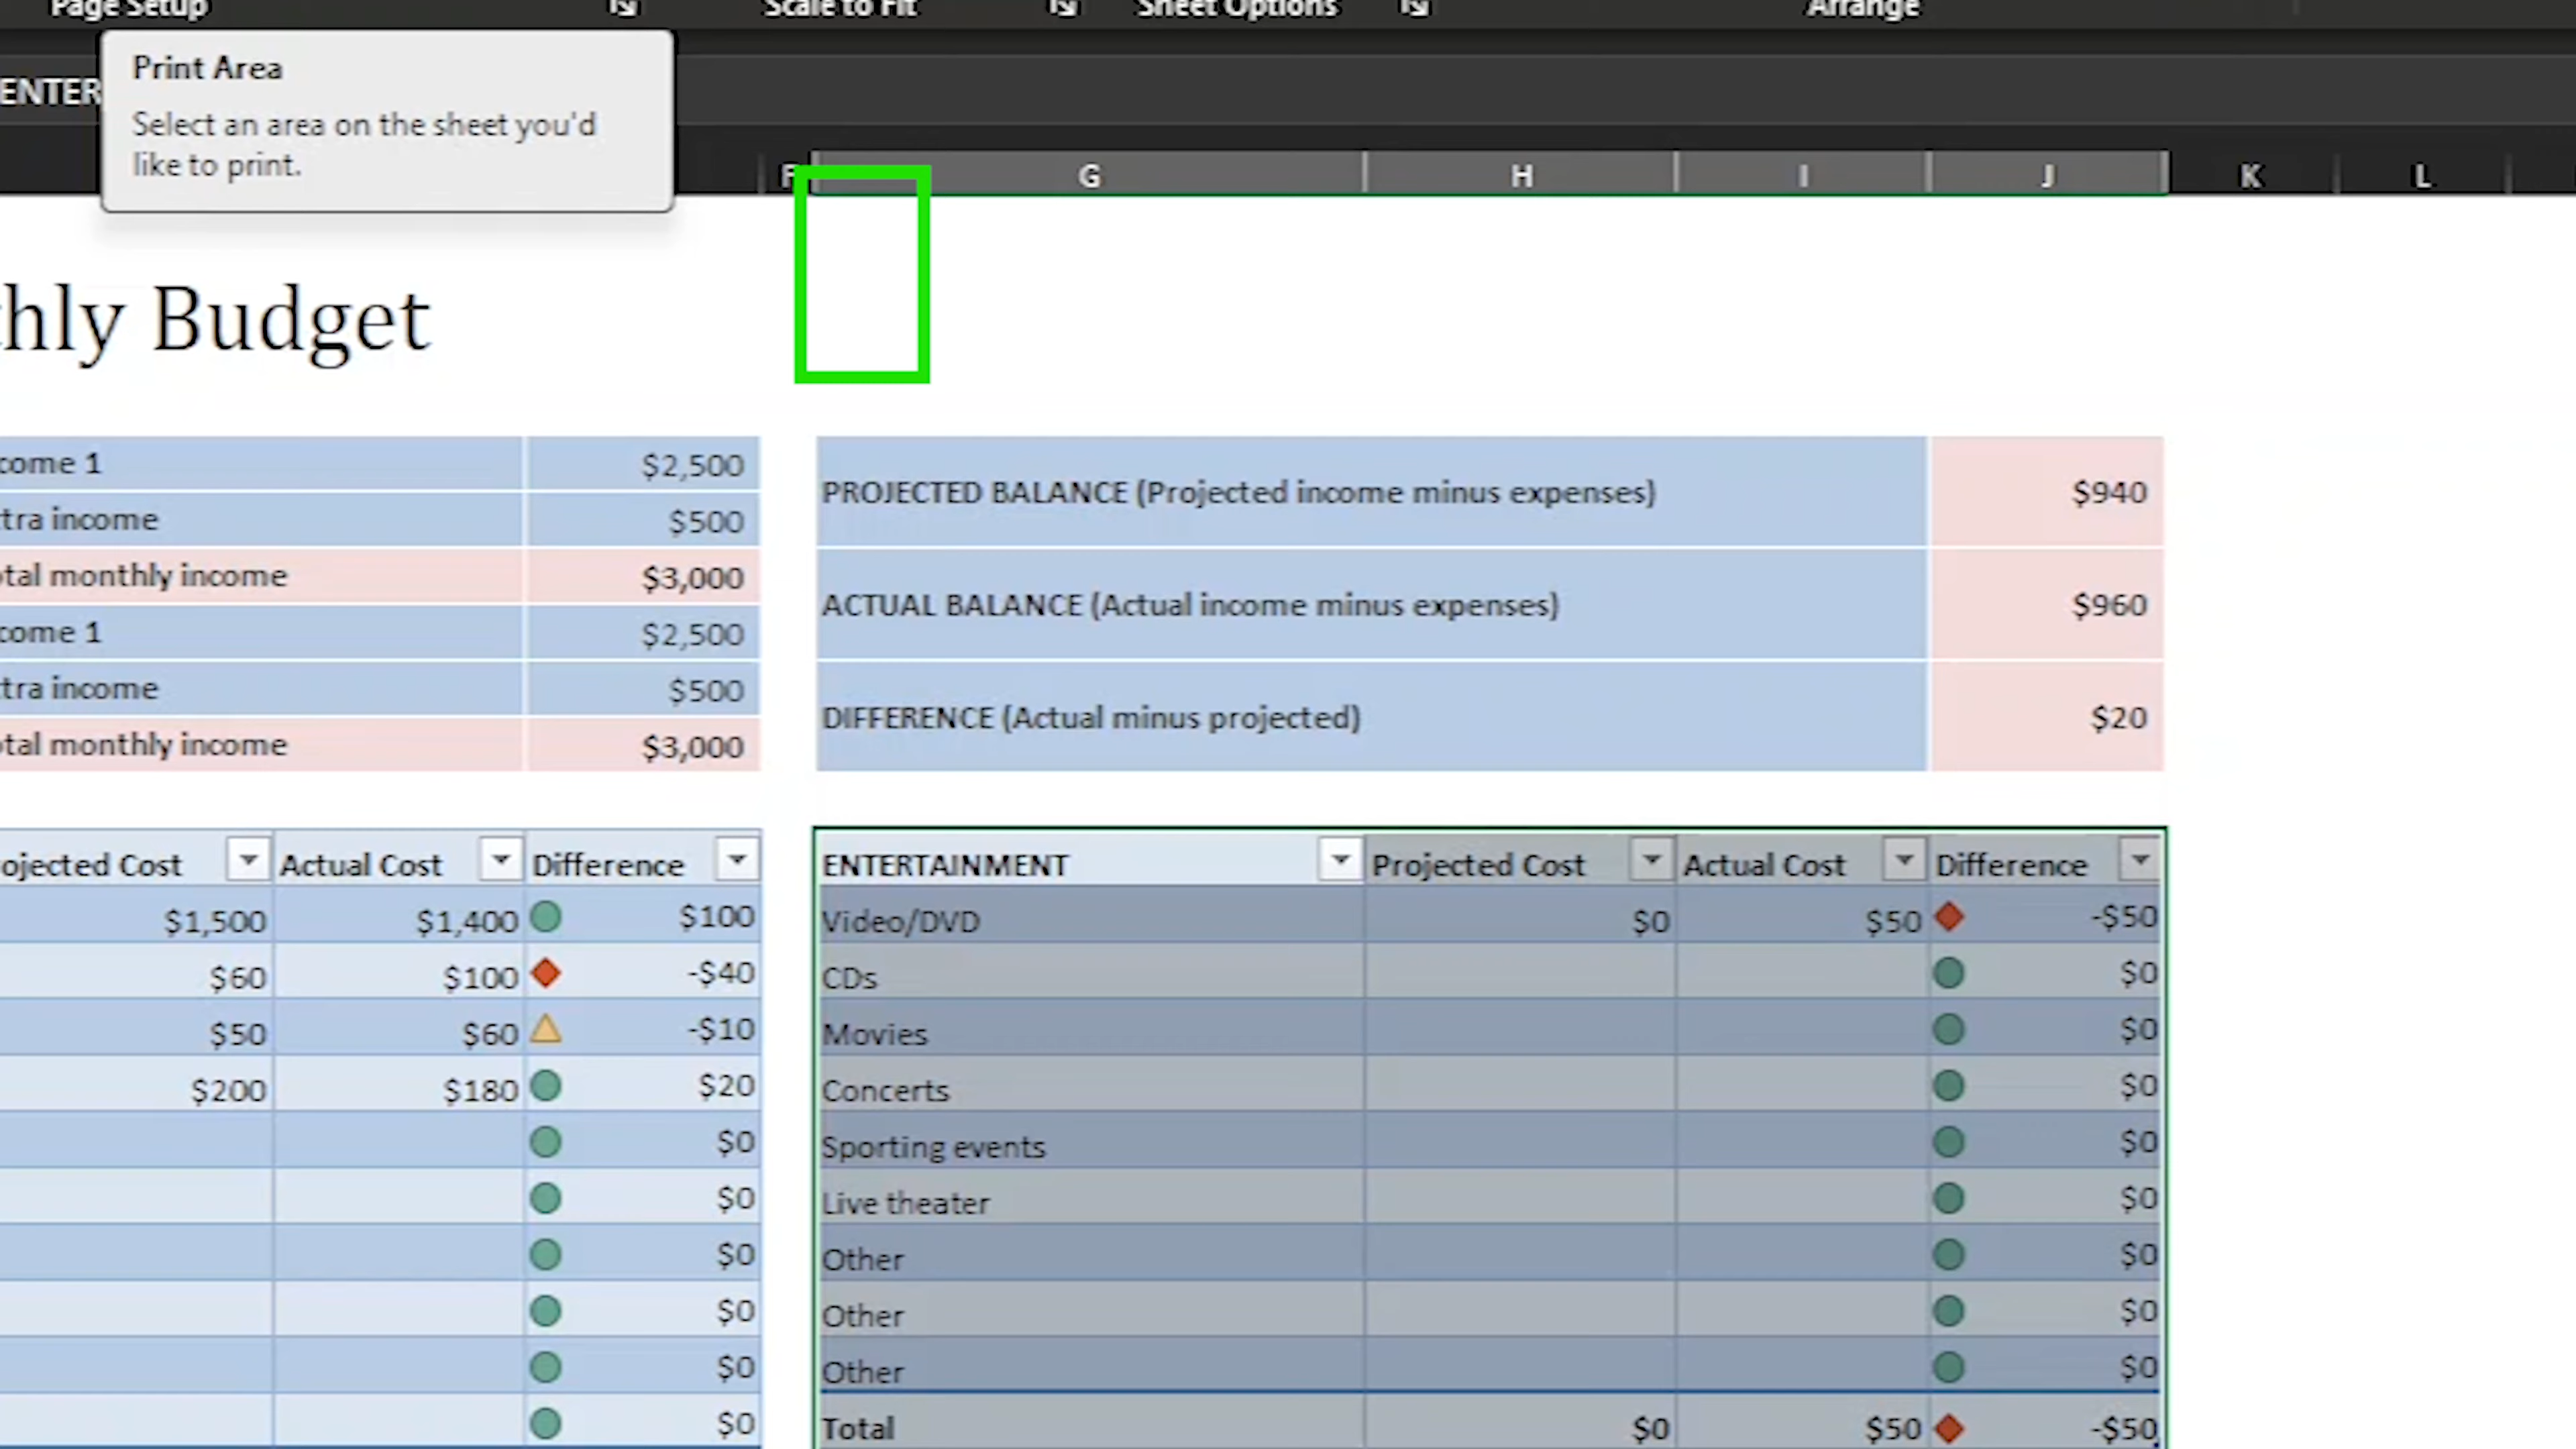 Page Setup Scale to Fit Sheet Options Arrange
Print Area
ENTER
Select an area on the sheet you'd
like to print.
F G H I J K L
hly Budget
come 1 $2,500
tra income $500
tal monthly income $3,000
come 1 $2,500
tra income $500
tal monthly income $3,000
PROJECTED BALANCE (Projected income minus expenses) $940
ACTUAL BALANCE (Actual income minus expenses) $960
DIFFERENCE (Actual minus projected) $20
ojected Cost Actual Cost Difference
$1,500 $1,400 $100
$60 $100 -$40
$50 $60 -$10
$200 $180 $20
$0
$0
$0
$0
$0
$0
ENTERTAINMENT Projected Cost Actual Cost Difference
Video/DVD $0 $50 -$50
CDs $0
Movies $0
Concerts $0
Sporting events $0
Live theater $0
Other $0
Other $0
Other $0
Total $0 $50 -$50